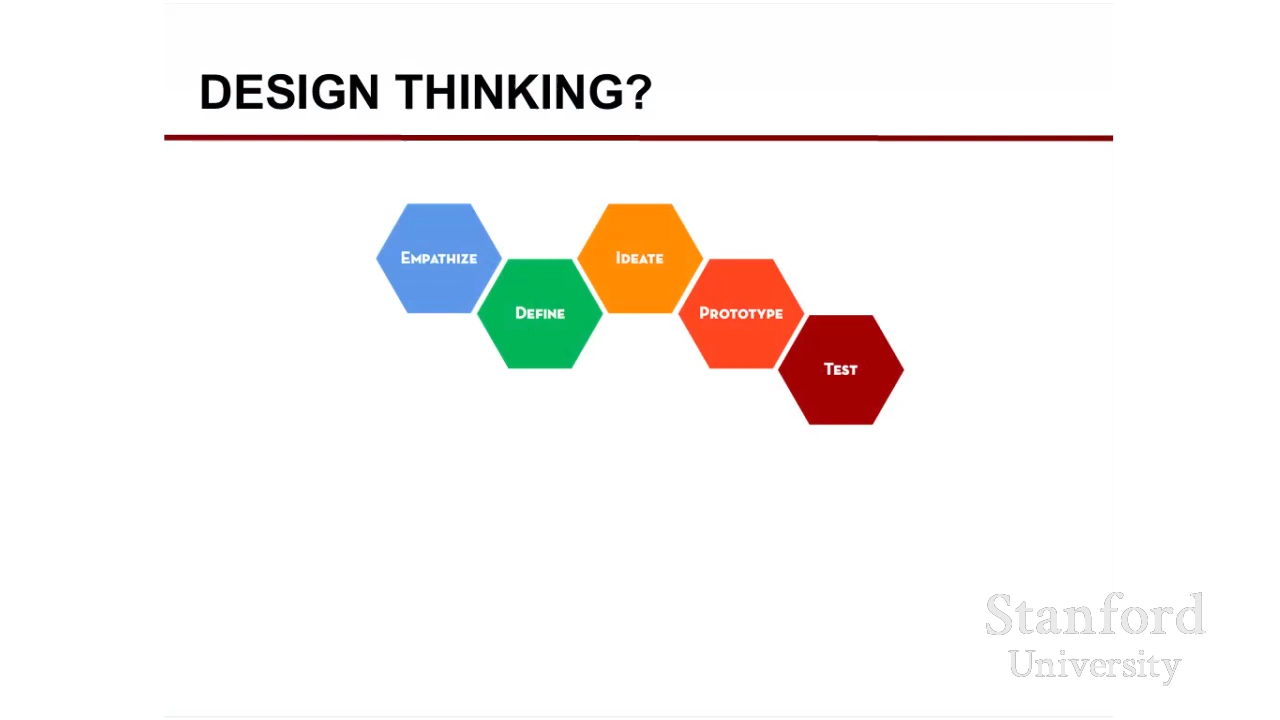 DESIGN THINKING?
Empathize
Define
Ideate
Prototype
Test
Stanford
University